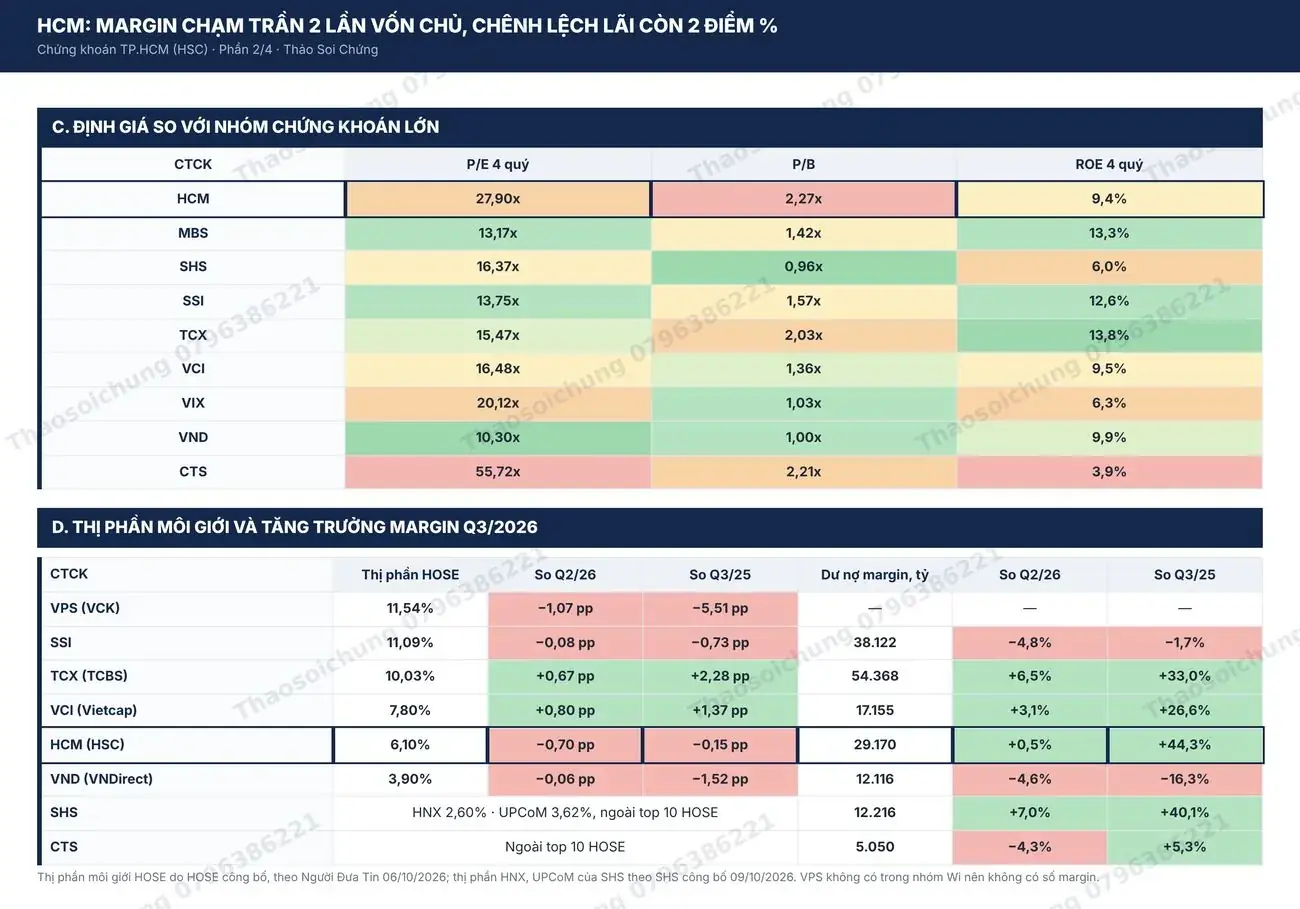 HCM: MARGIN CHẠM TRẦN 2 LẦN VỐN CHỦ, CHÊNH LỆCH LÃI CÒN 2 ĐIỂM %
Chứng khoán TP.HCM (HSC) · Phần 2/4 · Thảo Soi Chứng
C. ĐỊNH GIÁ SO VỚI NHÓM CHỨNG KHOÁN LỚN
CTCK P/E 4 quý P/B ROE 4 quý
HCM 27,90x 2,27x 9,4%
MBS 13,17x 1,42x 13,3%
SHS 16,37x 0,96x 6,0%
SSI 13,75x 1,57x 12,6%
TCX 15,47x 2,03x 13,8%
VCI 16,48x 1,36x 9,5%
VIX 20,12x 1,03x 6,3%
VND 10,30x 1,00x 9,9%
CTS 55,72x 2,21x 3,9%
D. THỊ PHẦN MÔI GIỚI VÀ TĂNG TRƯỞNG MARGIN Q3/2026
CTCK Thị phần HOSE So Q2/26 So Q3/25 Dư nợ margin, tỷ So Q2/26 So Q3/25
VPS (VCK) 11,54% −1,07 pp −5,51 pp — — —
SSI 11,09% −0,08 pp −0,73 pp 38.122 −4,8% −1,7%
TCX (TCBS) 10,03% +0,67 pp +2,28 pp 54.368 +6,5% +33,0%
VCI (Vietcap) 7,80% +0,80 pp +1,37 pp 17.155 +3,1% +26,6%
HCM (HSC) 6,10% −0,70 pp −0,15 pp 29.170 +0,5% +44,3%
VND (VNDirect) 3,90% −0,06 pp −1,52 pp 12.116 −4,6% −16,3%
SHS HNX 2,60% · UPCoM 3,62%, ngoài top 10 HOSE 12.216 +7,0% +40,1%
CTS Ngoài top 10 HOSE 5.050 −4,3% +5,3%
Thị phần môi giới HOSE do HOSE công bố, theo Người Đưa Tin 06/10/2026; thị phần HNX, UPCoM của SHS theo SHS công bố 09/10/2026. VPS không có trong nhóm Wi nên không có số margin.
Thaosoichung 0796386221